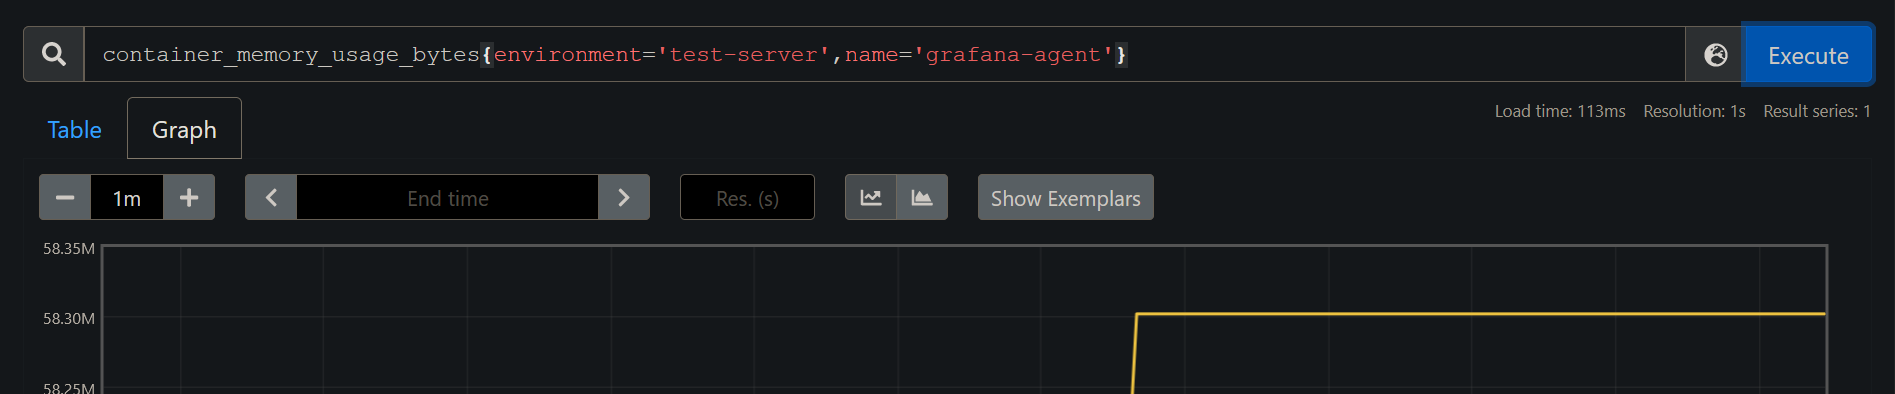 container_memory_usage_bytes{environment='test-server',name='grafana-agent'} Execute
Load time: 113ms Resolution: 1s Result series: 1
Table Graph
1m End time Res. (s) Show Exemplars
58.35M
58.30M
58.25M